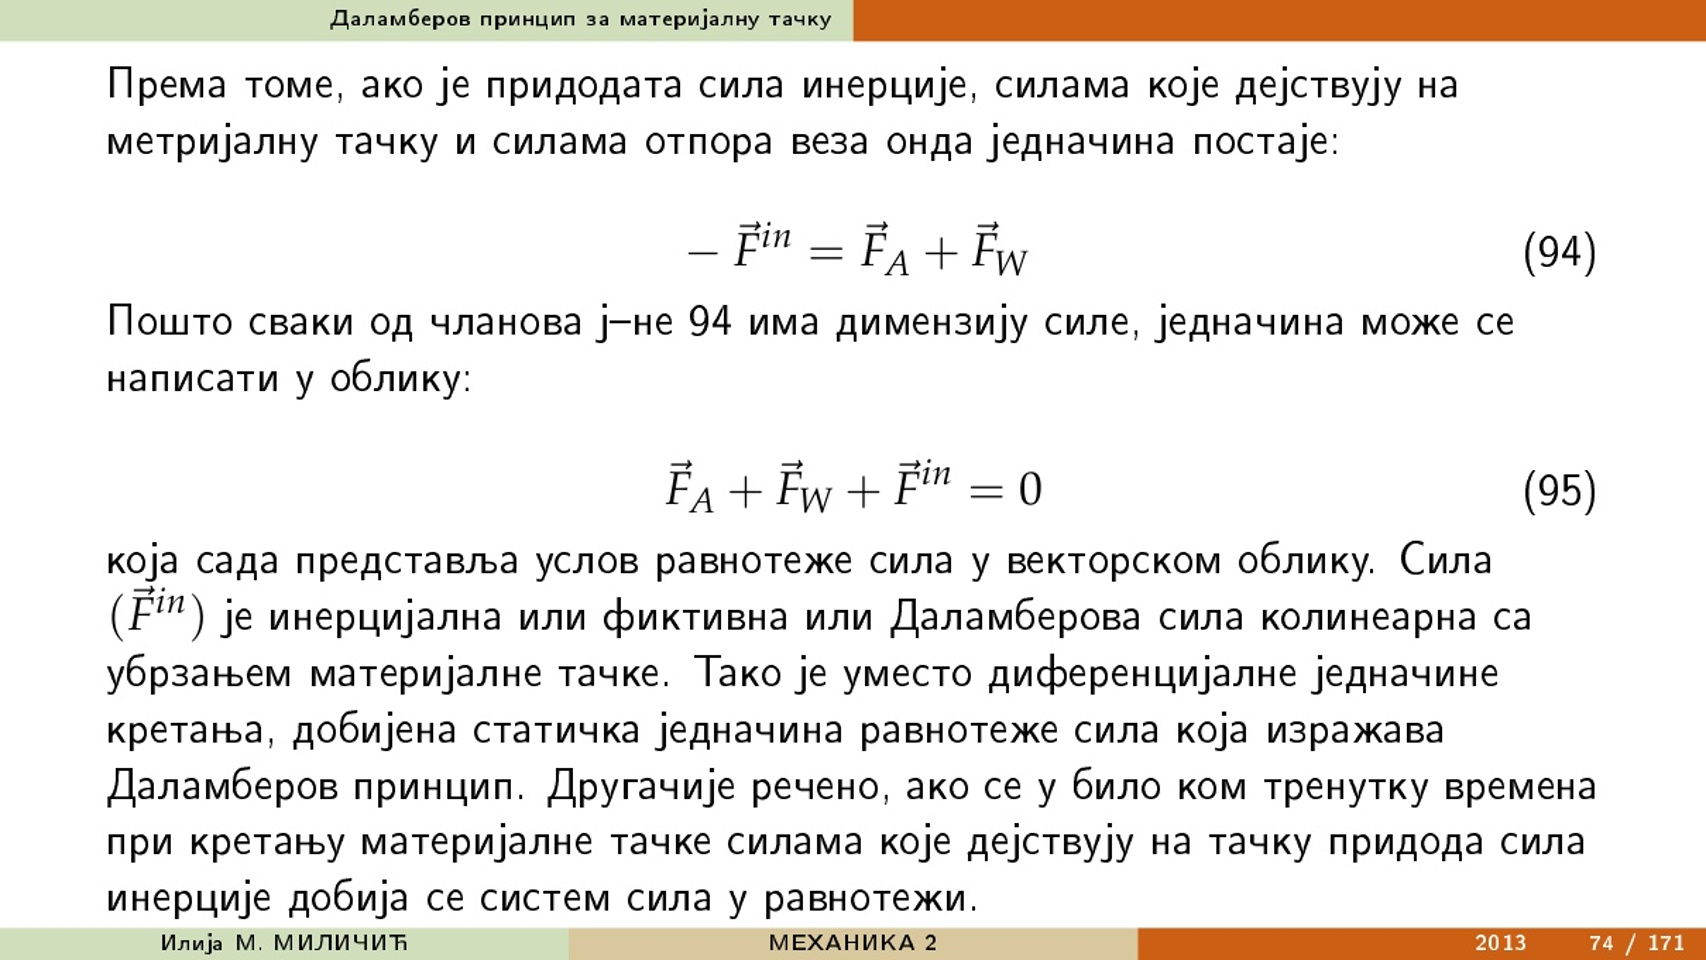 Даламберов принцип за материјалну тачку
Према томе, ако је придодата сила инерције, силама које дејствују на
метријалну тачку и силама отпора веза онда једначина постаје:
$-\vec{F}^{in} = \vec{F}_A + \vec{F}_W$ (94)
Пошто сваки од чланова ј–не 94 има димензију силе, једначина може се
написати у облику:
$\vec{F}_A + \vec{F}_W + \vec{F}^{in} = 0$ (95)
која сада представља услов равнотеже сила у векторском облику. Сила
$(\vec{F}^{in})$ је инерцијална или фиктивна или Даламберова сила колинеарна са
убрзањем материјалне тачке. Тако је уместо диференцијалне једначине
кретања, добијена статичка једначина равнотеже сила која изражава
Даламберов принцип. Другачије речено, ако се у било ком тренутку времена
при кретању материјалне тачке силама које дејствују на тачку придода сила
инерције добија се систем сила у равнотежи.
Илија М. МИЛИЧИЋ МЕХАНИКА 2 2013 74 / 171